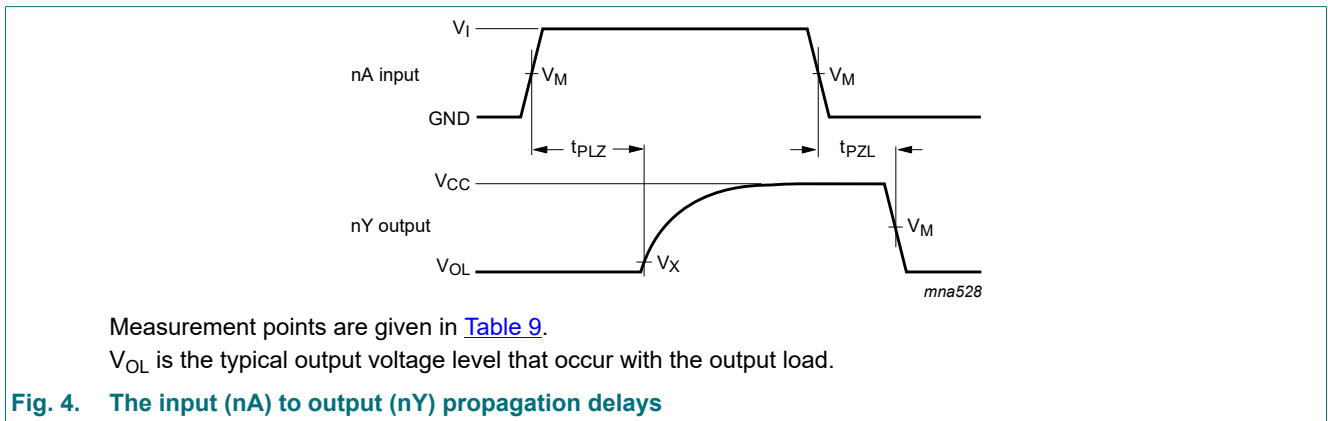 V_I
nA input
V_M
V_M
GND
t_PLZ
t_PZL
V_CC
nY output
V_M
V_OL
V_X
mna528
Measurement points are given in Table 9.
V_OL is the typical output voltage level that occur with the output load.
Fig. 4. The input (nA) to output (nY) propagation delays